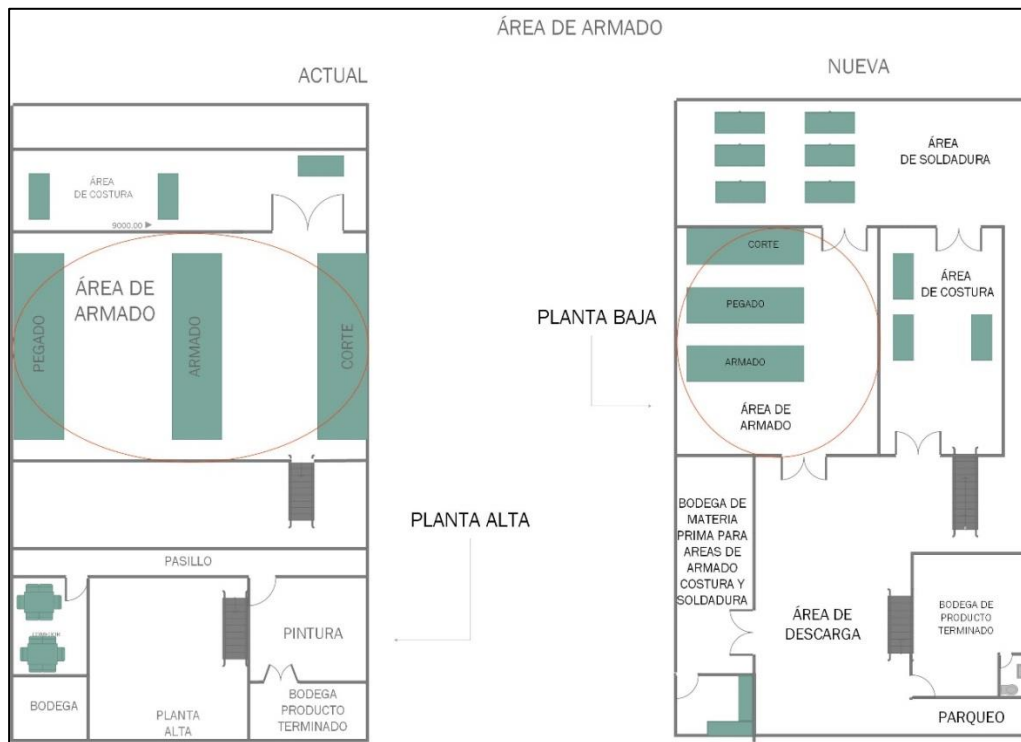 ÁREA DE ARMADO
ACTUAL
NUEVA
ÁREA
DE COSTURA
9000.00
ÁREA DE
ARMADO
PEGADO
ARMADO
CORTE
PLANTA ALTA
PASILLO
COMEDOR
PINTURA
BODEGA
PLANTA
ALTA
BODEGA
PRODUCTO
TERMINADO
ÁREA
DE SOLDADURA
CORTE
PEGADO
ARMADO
ÁREA DE
ARMADO
ÁREA
DE COSTURA
PLANTA BAJA
BODEGA DE
MATERIA
PRIMA PARA
AREAS DE
ARMADO
COSTURA Y
SOLDADURA
ÁREA DE
DESCARGA
BODEGA DE
PRODUCTO
TERMINADO
PARQUEO